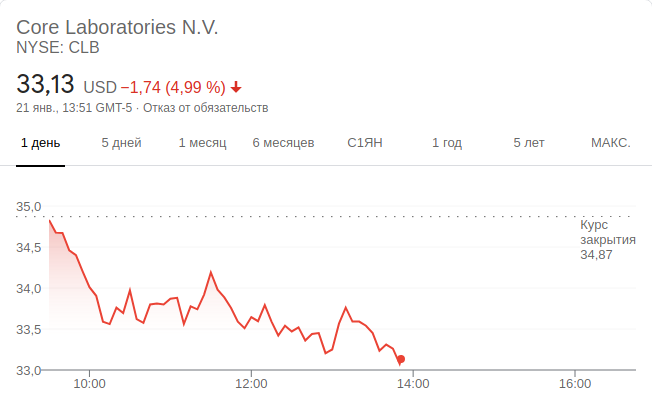 Core Laboratories N.V.
NYSE: CLB
33,13 USD −1,74 (4,99 %)
21 янв., 13:51 GMT-5 · Отказ от обязательств
1 день 5 дней 1 месяц 6 месяцев С1ЯН 1 год 5 лет МАКС.
35,0
Курс
закрытия
34,87
34,5
34,0
33,5
33,0
10:00 12:00 14:00 16:00